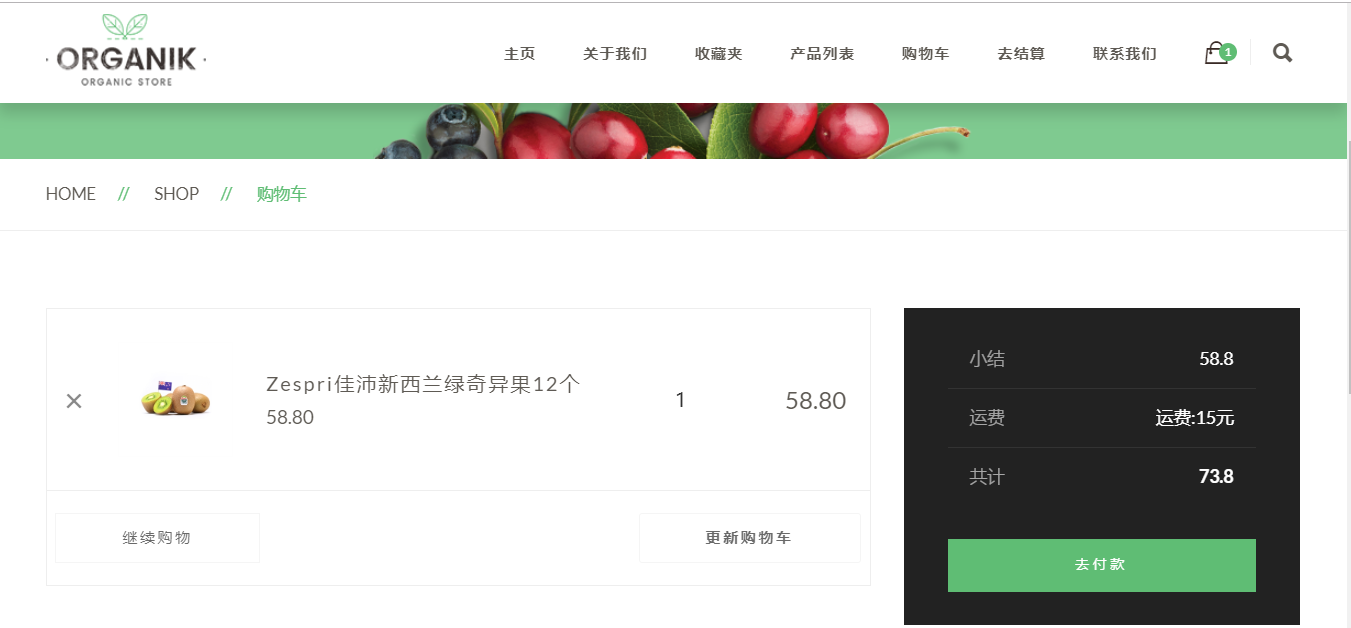 ORGANIK
ORGANIC STORE
主页 关于我们 收藏夹 产品列表 购物车 去结算 联系我们 1
HOME // SHOP // 购物车
Zespri佳沛新西兰绿奇异果12个
58.80
1
58.80
继续购物
更新购物车
小结 58.8
运费 运费:15元
共计 73.8
去付款